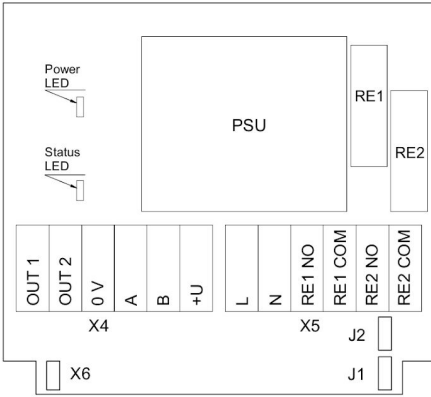 Power
LED
RE1
PSU
RE2
Status
LED
OUT 1
OUT 2
0 V
A
B
+U
L
N
RE1 NO
RE1 COM
RE2 NO
RE2 COM
X4
X5
J2
X6
J1